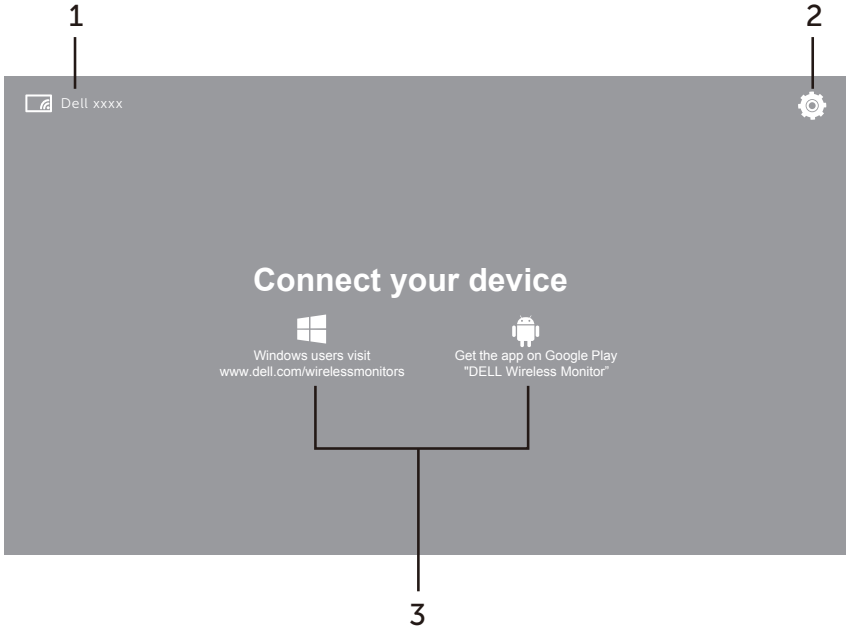 1
2
Dell xxxx
Connect your device
Windows users visit
www.dell.com/wirelessmonitors
Get the app on Google Play
"DELL Wireless Monitor”
3